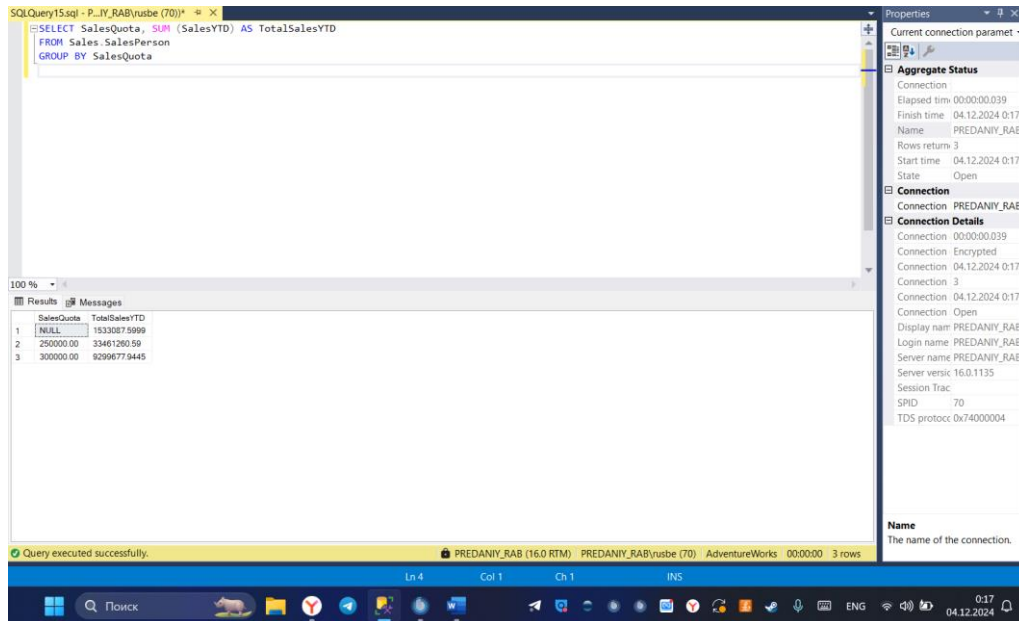 SQLQuery15.sql - P...IY_RAB\rusbe (70))*
SELECT SalesQuota, SUM (SalesYTD) AS TotalSalesYTD
FROM Sales.SalesPerson
GROUP BY SalesQuota
100 %
Results Messages
SalesQuota TotalSalesYTD
1 NULL 1533087.5999
2 250000.00 33461260.59
3 300000.00 9299677.9445
Query executed successfully.
PREDANIY_RAB (16.0 RTM) PREDANIY_RAB\rusbe (70) AdventureWorks 00:00:00 3 rows
Properties
Current connection paramet
Aggregate Status
Connection
Elapsed tim 00:00:00.039
Finish time 04.12.2024 0:17
Name PREDANIY_RAB
Rows return 3
Start time 04.12.2024 0:17
State Open
Connection
Connection PREDANIY_RAB
Connection Details
Connection 00:00:00.039
Connection Encrypted
Connection 04.12.2024 0:17
Connection 3
Connection 04.12.2024 0:17
Connection Open
Display nam PREDANIY_RAB
Login name PREDANIY_RAB
Server name PREDANIY_RAB
Server versic 16.0.1135
Session Trac
SPID 70
TDS protocc 0x74000004
Name
The name of the connection.
Ln 4 Col 1 Ch 1 INS
Поиск
ENG
0:17
04.12.2024